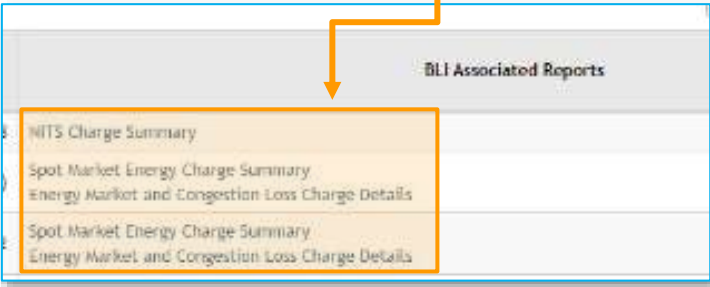 BLI Associated Reports
NITS Charge Summary
Spot Market Energy Charge Summary
Energy Market and Congestion Loss Charge Details
Spot Market Energy Charge Summary
Energy Market and Congestion Loss Charge Details